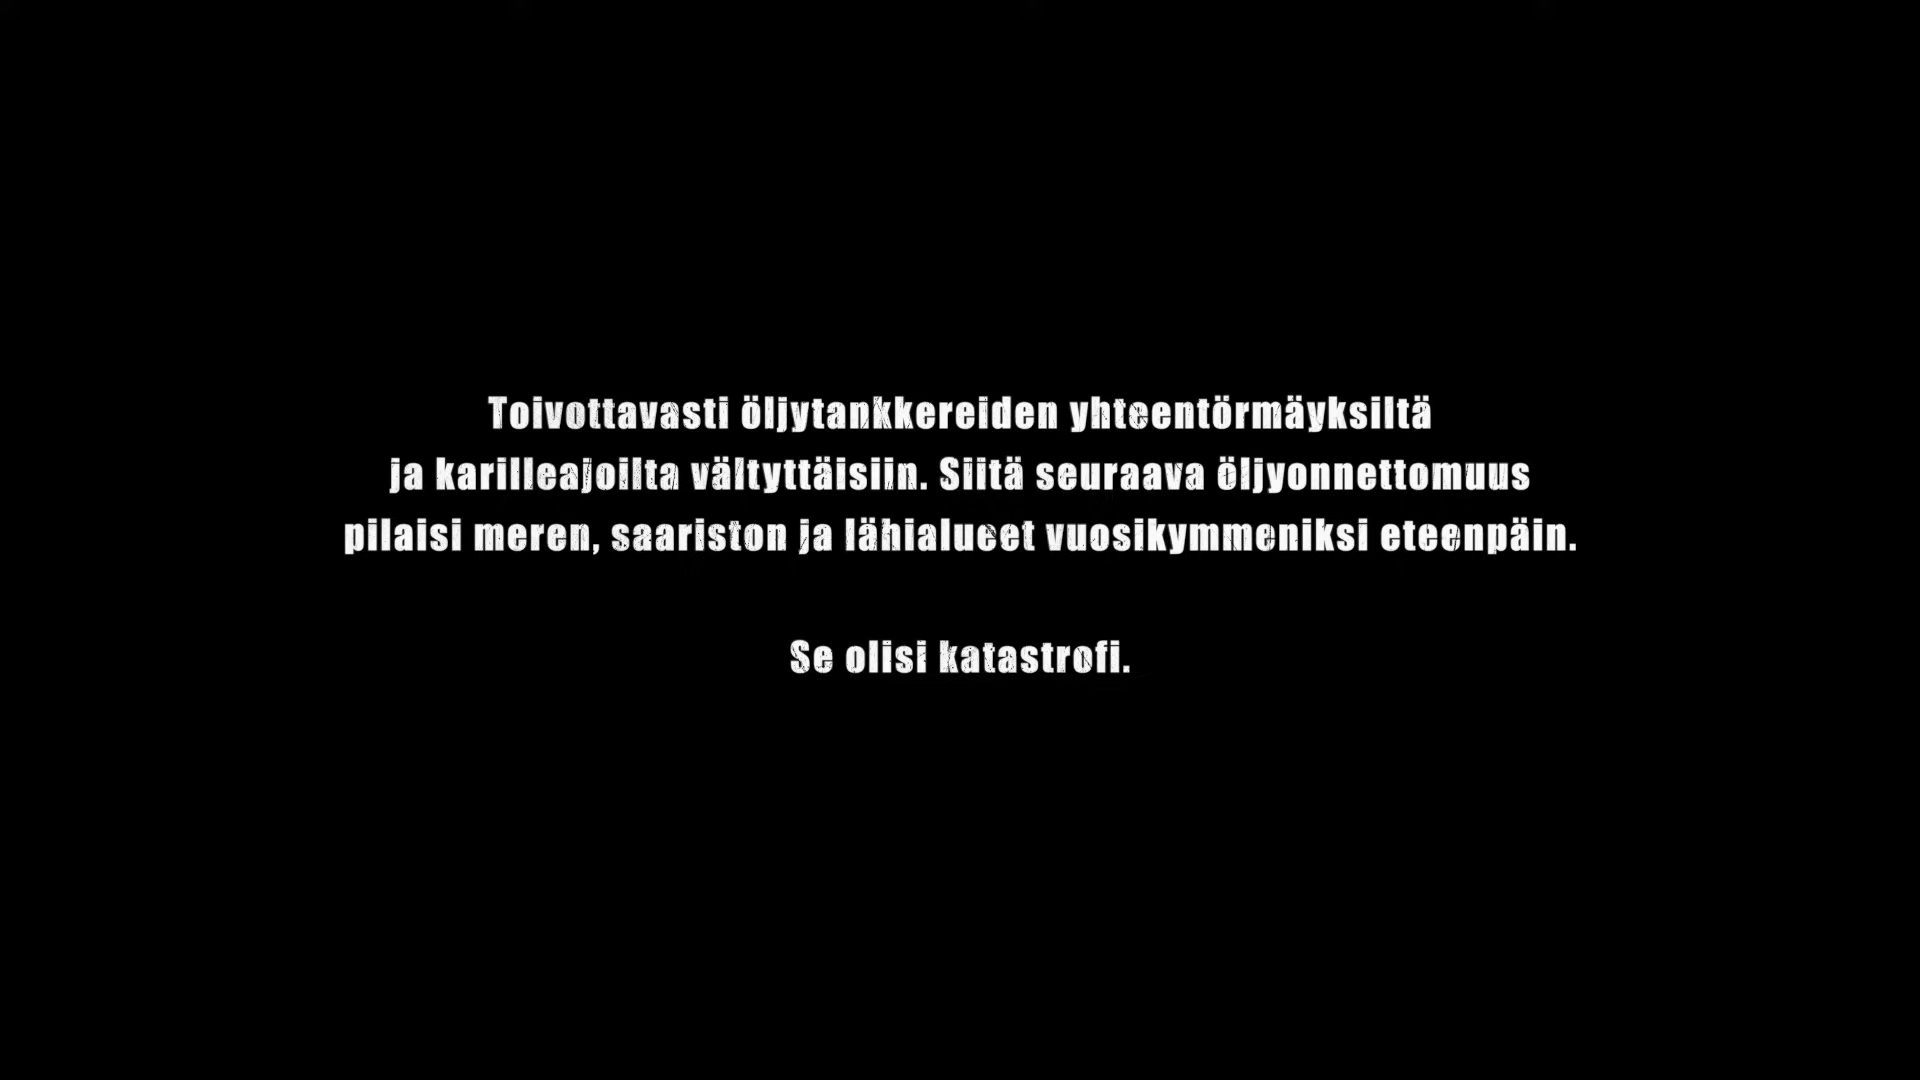 Toivottavasti öljytankkereiden yhteentörmäyksiltä
ja karilleajoilta vältyttäisiin. Siitä seuraava öljyonnettomuus
pilaisi meren, saariston ja lähialueet vuosikymmeniksi eteenpäin.
Se olisi katastrofi.